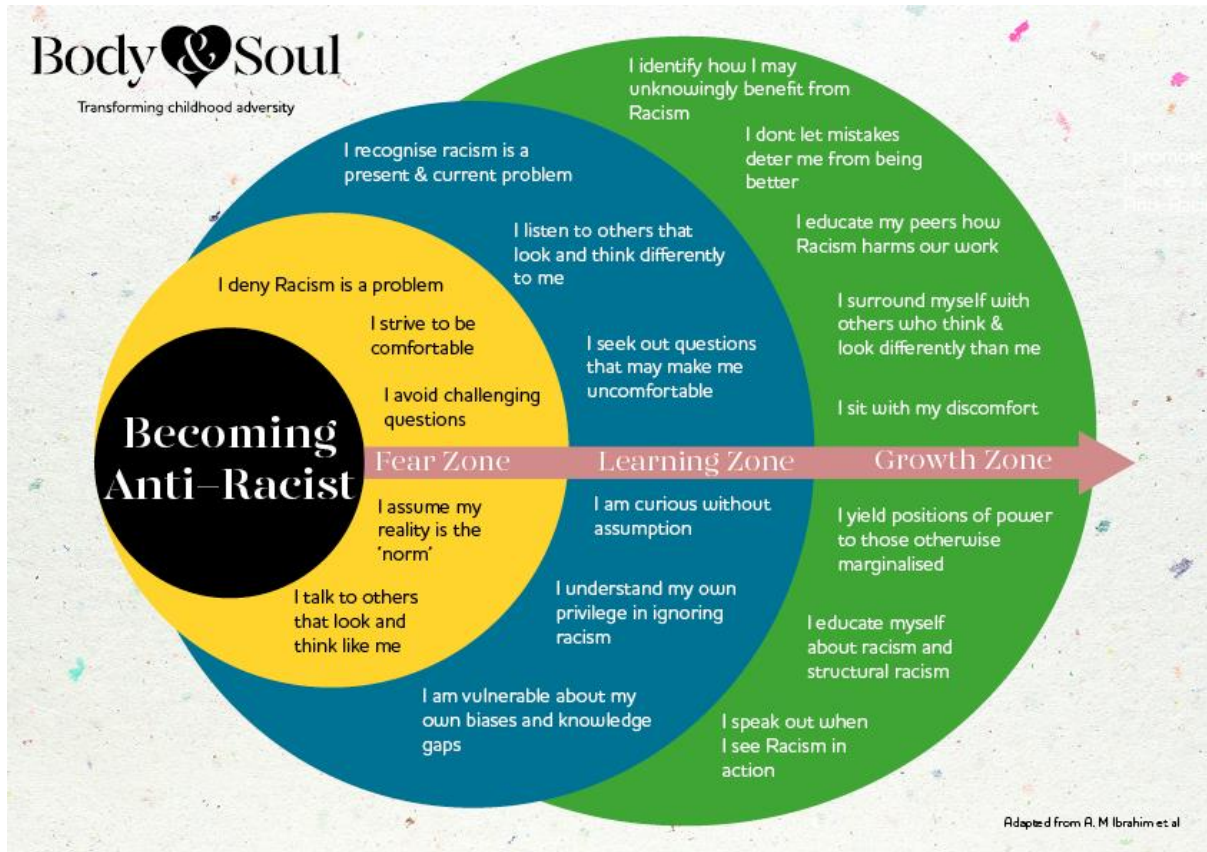 Body & Soul
Transforming childhood adversity
I identify how I may
unknowingly benefit from
Racism
I dont let mistakes
deter me from being
better
I recognise racism is a
present & current problem
I promote
I educate my peers how
Racism harms our work
I listen to others that
look and think differently
to me
I deny Racism is a problem
I strive to be
comfortable
I surround myself with
others who think &
look differently than me
I seek out questions
that may make me
uncomfortable
I avoid challenging
questions
I sit with my discomfort
Becoming
Anti–Racist
Fear Zone
Learning Zone
Growth Zone
I assume my
reality is the
‘norm’
I am curious without
assumption
I yield positions of power
to those otherwise
marginalised
I talk to others
that look and
think like me
I understand my own
privilege in ignoring
racism
I educate myself
about racism and
structural racism
I am vulnerable about my
own biases and knowledge
gaps
I speak out when
I see Racism in
action
Adapted from A. M Ibrahim et al